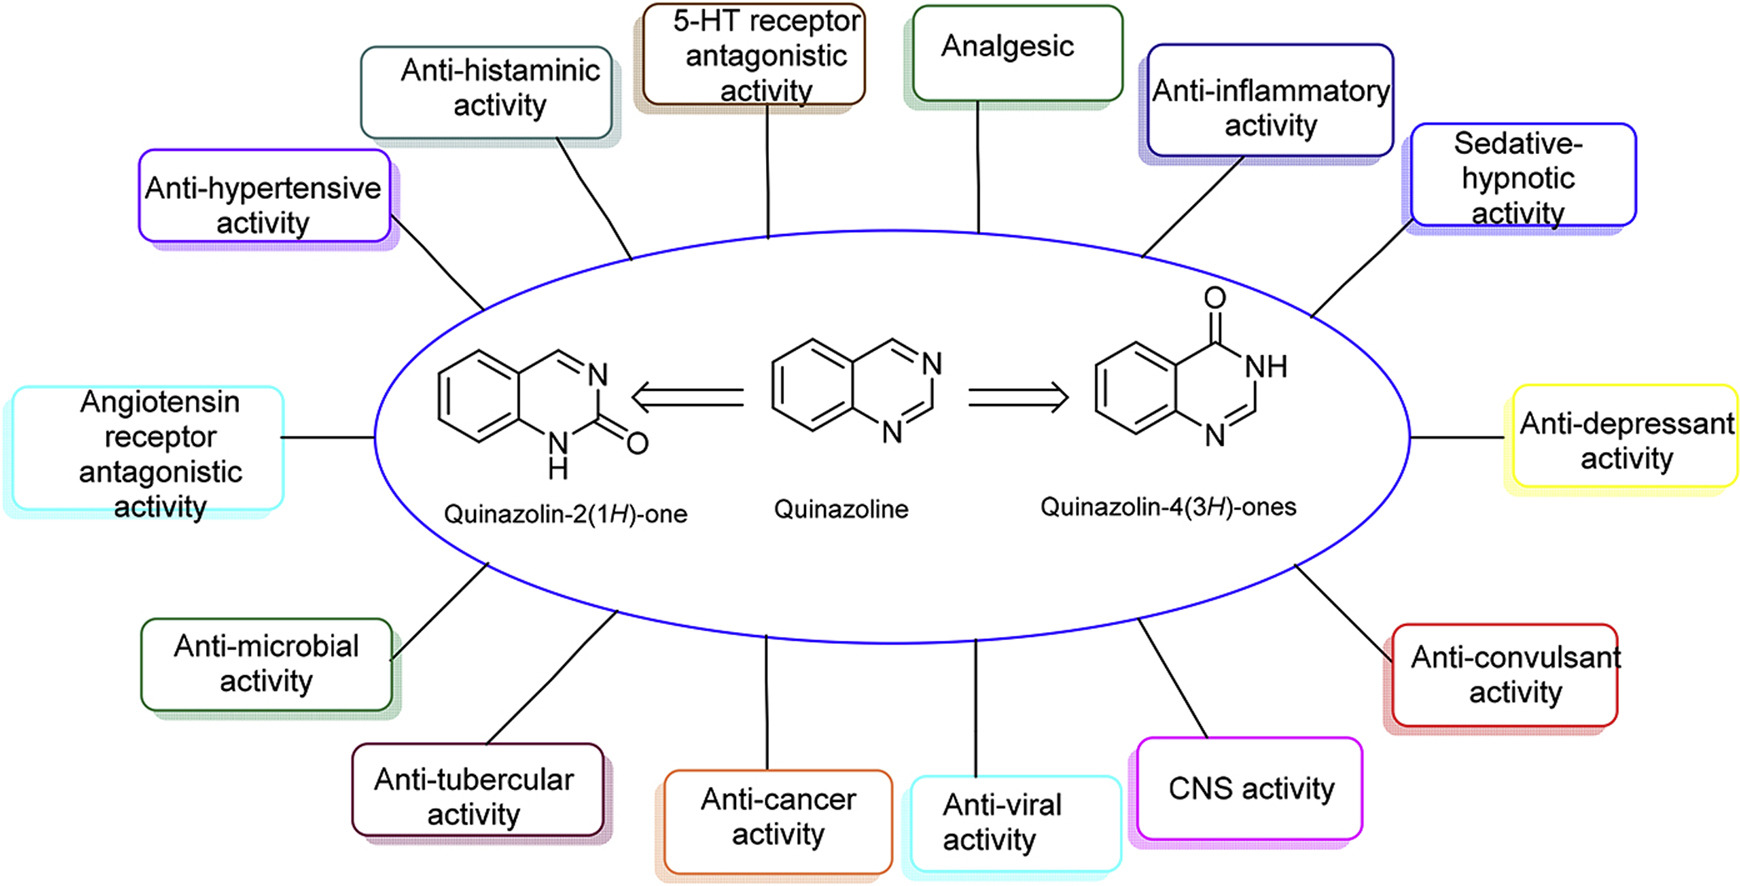 5-HT receptor
antagonistic
activity
Analgesic
Anti-histaminic
activity
Anti-inflammatory
activity
Sedative-
hypnotic
activity
Anti-hypertensive
activity
O
N
NH
N
N
N
N
H
O
Angiotensin
receptor
antagonistic
activity
Anti-depressant
activity
Quinazolin-2(1H)-one
Quinazoline
Quinazolin-4(3H)-ones
Anti-microbial
activity
Anti-convulsant
activity
Anti-tubercular
activity
Anti-cancer
activity
Anti-viral
activity
CNS activity